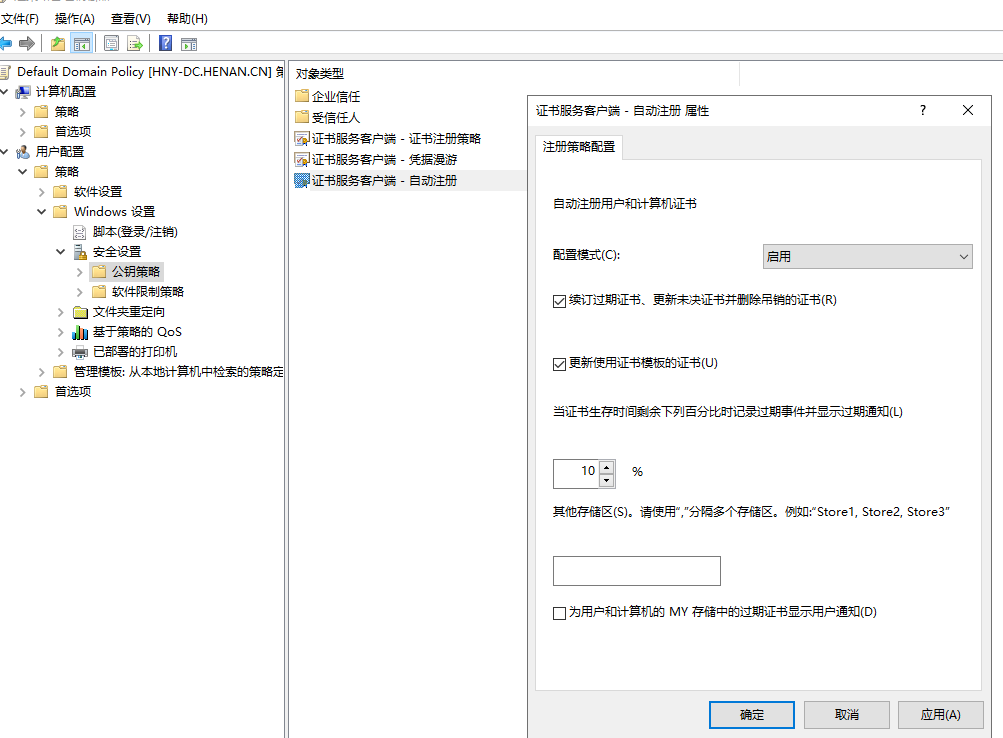 文件(F) 操作(A) 查看(V) 帮助(H)
Default Domain Policy [HNY-DC.HENAN.CN] 策
计算机配置
策略
首选项
用户配置
策略
软件设置
Windows 设置
脚本(登录/注销)
安全设置
公钥策略
软件限制策略
文件夹重定向
基于策略的 QoS
已部署的打印机
管理模板: 从本地计算机中检索的策略定
首选项
对象类型
企业信任
受信任人
证书服务客户端 - 证书注册策略
证书服务客户端 - 凭据漫游
证书服务客户端 - 自动注册
证书服务客户端 - 自动注册 属性
?
注册策略配置
自动注册用户和计算机证书
配置模式(C):
启用
续订过期证书、更新未决证书并删除吊销的证书(R)
更新使用证书模板的证书(U)
当证书生存时间剩余下列百分比时记录过期事件并显示过期通知(L)
10 %
其他存储区(S)。请使用“,”分隔多个存储区。例如:“Store1, Store2, Store3”
为用户和计算机的 MY 存储中的过期证书显示用户通知(D)
确定 取消 应用(A)